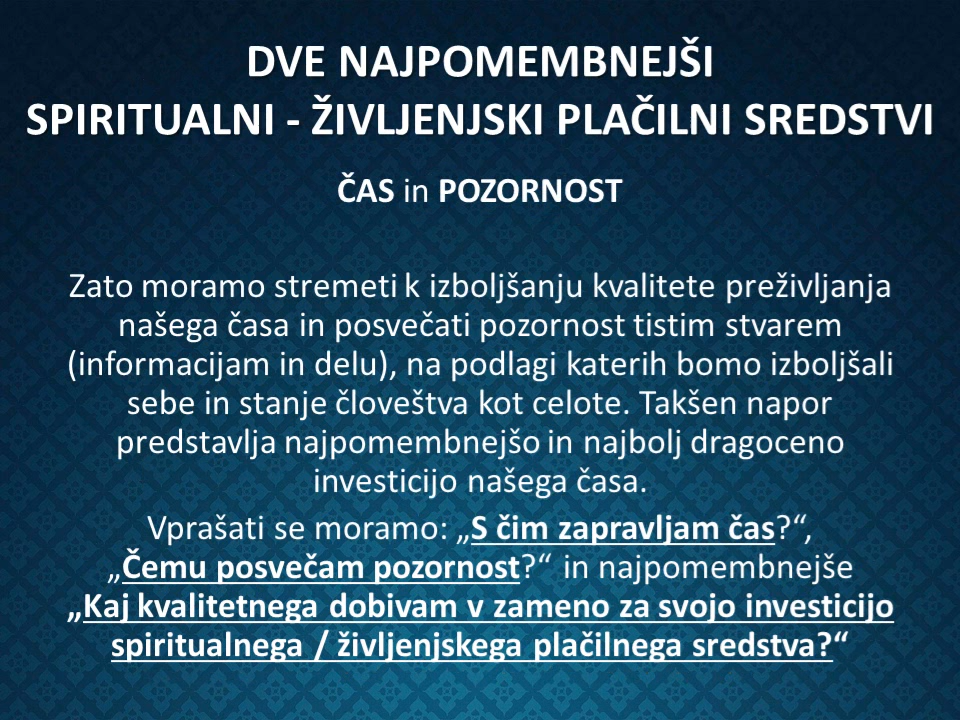 DVE NAJPOMEMBNEJŠI
SPIRITUALNI - ŽIVLJENJSKI PLAČILNI SREDSTVI
ČAS in POZORNOST
Zato moramo stremeti k izboljšanju kvalitete preživljanja
našega časa in posvečati pozornost tistim stvarem
(informacijam in delu), na podlagi katerih bomo izboljšali
sebe in stanje človeštva kot celote. Takšen napor
predstavlja najpomembnejšo in najbolj dragoceno
investicijo našega časa.
Vprašati se moramo: „S čim zapravljam čas?“,
„Čemu posvečam pozornost?“ in najpomembnejše
„Kaj kvalitetnega dobivam v zameno za svojo investicijo
spiritualnega / življenjskega plačilnega sredstva?“